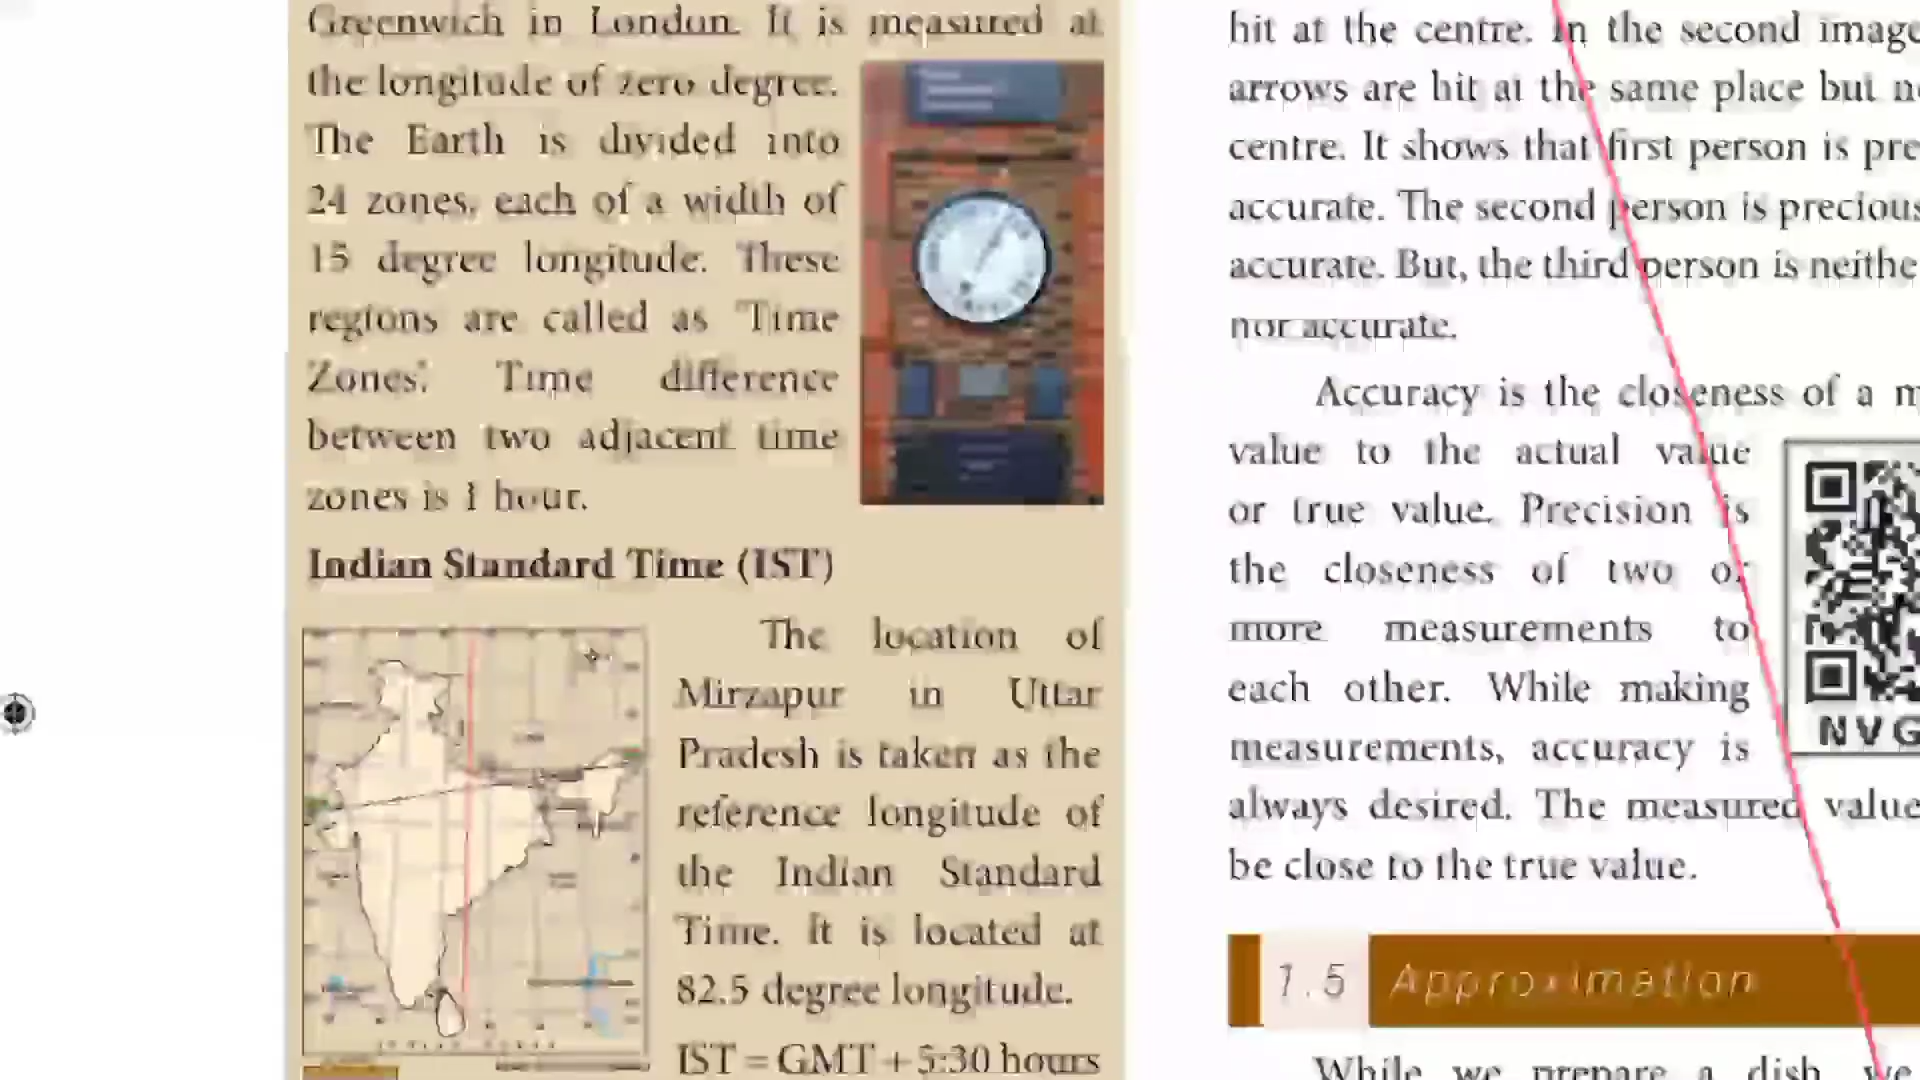 Greenwich in London. It is measured at
the longitude of zero degree.
The Earth is divided into
24 zones, each of a width of
15 degree longitude. These
regions are called as 'Time
Zones'. Time difference
between two adjacent time
zones is 1 hour.
Indian Standard Time (IST)
The location of
Mirzapur in Uttar
Pradesh is taken as the
reference longitude of
the Indian Standard
Time. It is located at
82.5 degree longitude.
IST = GMT + 5:30 hours
hit at the centre. In the second image
arrows are hit at the same place but
centre. It shows that first person is pre
accurate. The second person is precious
accurate. But, the third person is neithe
nor accurate.
Accuracy is the closeness of a m
value to the actual value
or true value. Precision is
the closeness of two or
more measurements to
each other. While making
measurements, accuracy is
always desired. The measured value
be close to the true value.
NVG
1.5 Approximation
While we prepare a dish, we